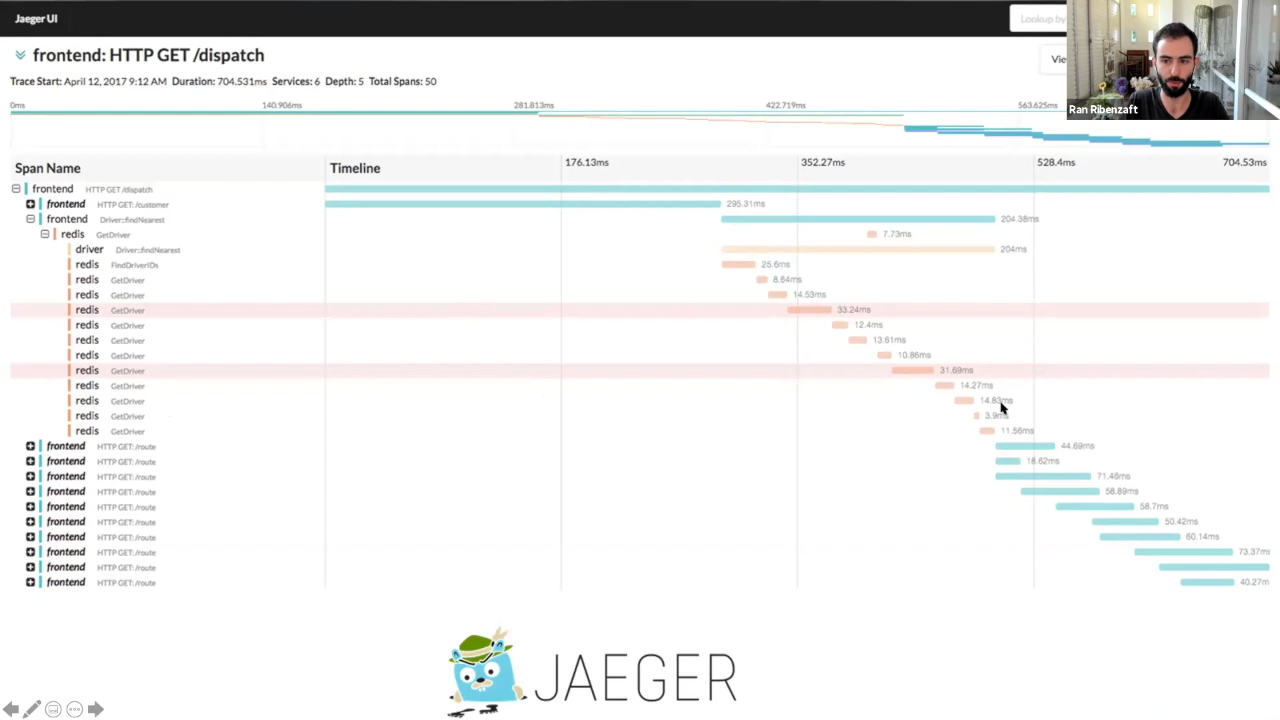 Jaeger UI
Lookup by
frontend: HTTP GET /dispatch
Vie
Ran Ribenzaft
Trace Start: April 12, 2017 9:12 AM Duration: 704.531ms Services: 6 Depth: 5 Total Spans: 50
0ms 140.906ms 281.813ms 422.719ms 563.625ms
Span Name Timeline 176.13ms 352.27ms 528.4ms 704.53ms
frontend HTTP GET /dispatch
frontend HTTP GET: /customer 295.31ms
frontend Driver::findNearest 204.38ms
redis GetDriver 7.73ms
driver Driver::findNearest 204ms
redis FindDriverIDs 25.6ms
redis GetDriver 8.64ms
redis GetDriver 14.53ms
redis GetDriver 33.24ms
redis GetDriver 12.4ms
redis GetDriver 13.61ms
redis GetDriver 10.86ms
redis GetDriver 31.69ms
redis GetDriver 14.27ms
redis GetDriver 14.83ms
redis GetDriver 3.9ms
redis GetDriver 11.56ms
frontend HTTP GET: /route 44.69ms
frontend HTTP GET: /route 18.62ms
frontend HTTP GET: /route 71.46ms
frontend HTTP GET: /route 58.89ms
frontend HTTP GET: /route 58.7ms
frontend HTTP GET: /route 50.42ms
frontend HTTP GET: /route 60.14ms
frontend HTTP GET: /route 73.37ms
frontend HTTP GET: /route
frontend HTTP GET: /route 40.27m
JAEGER